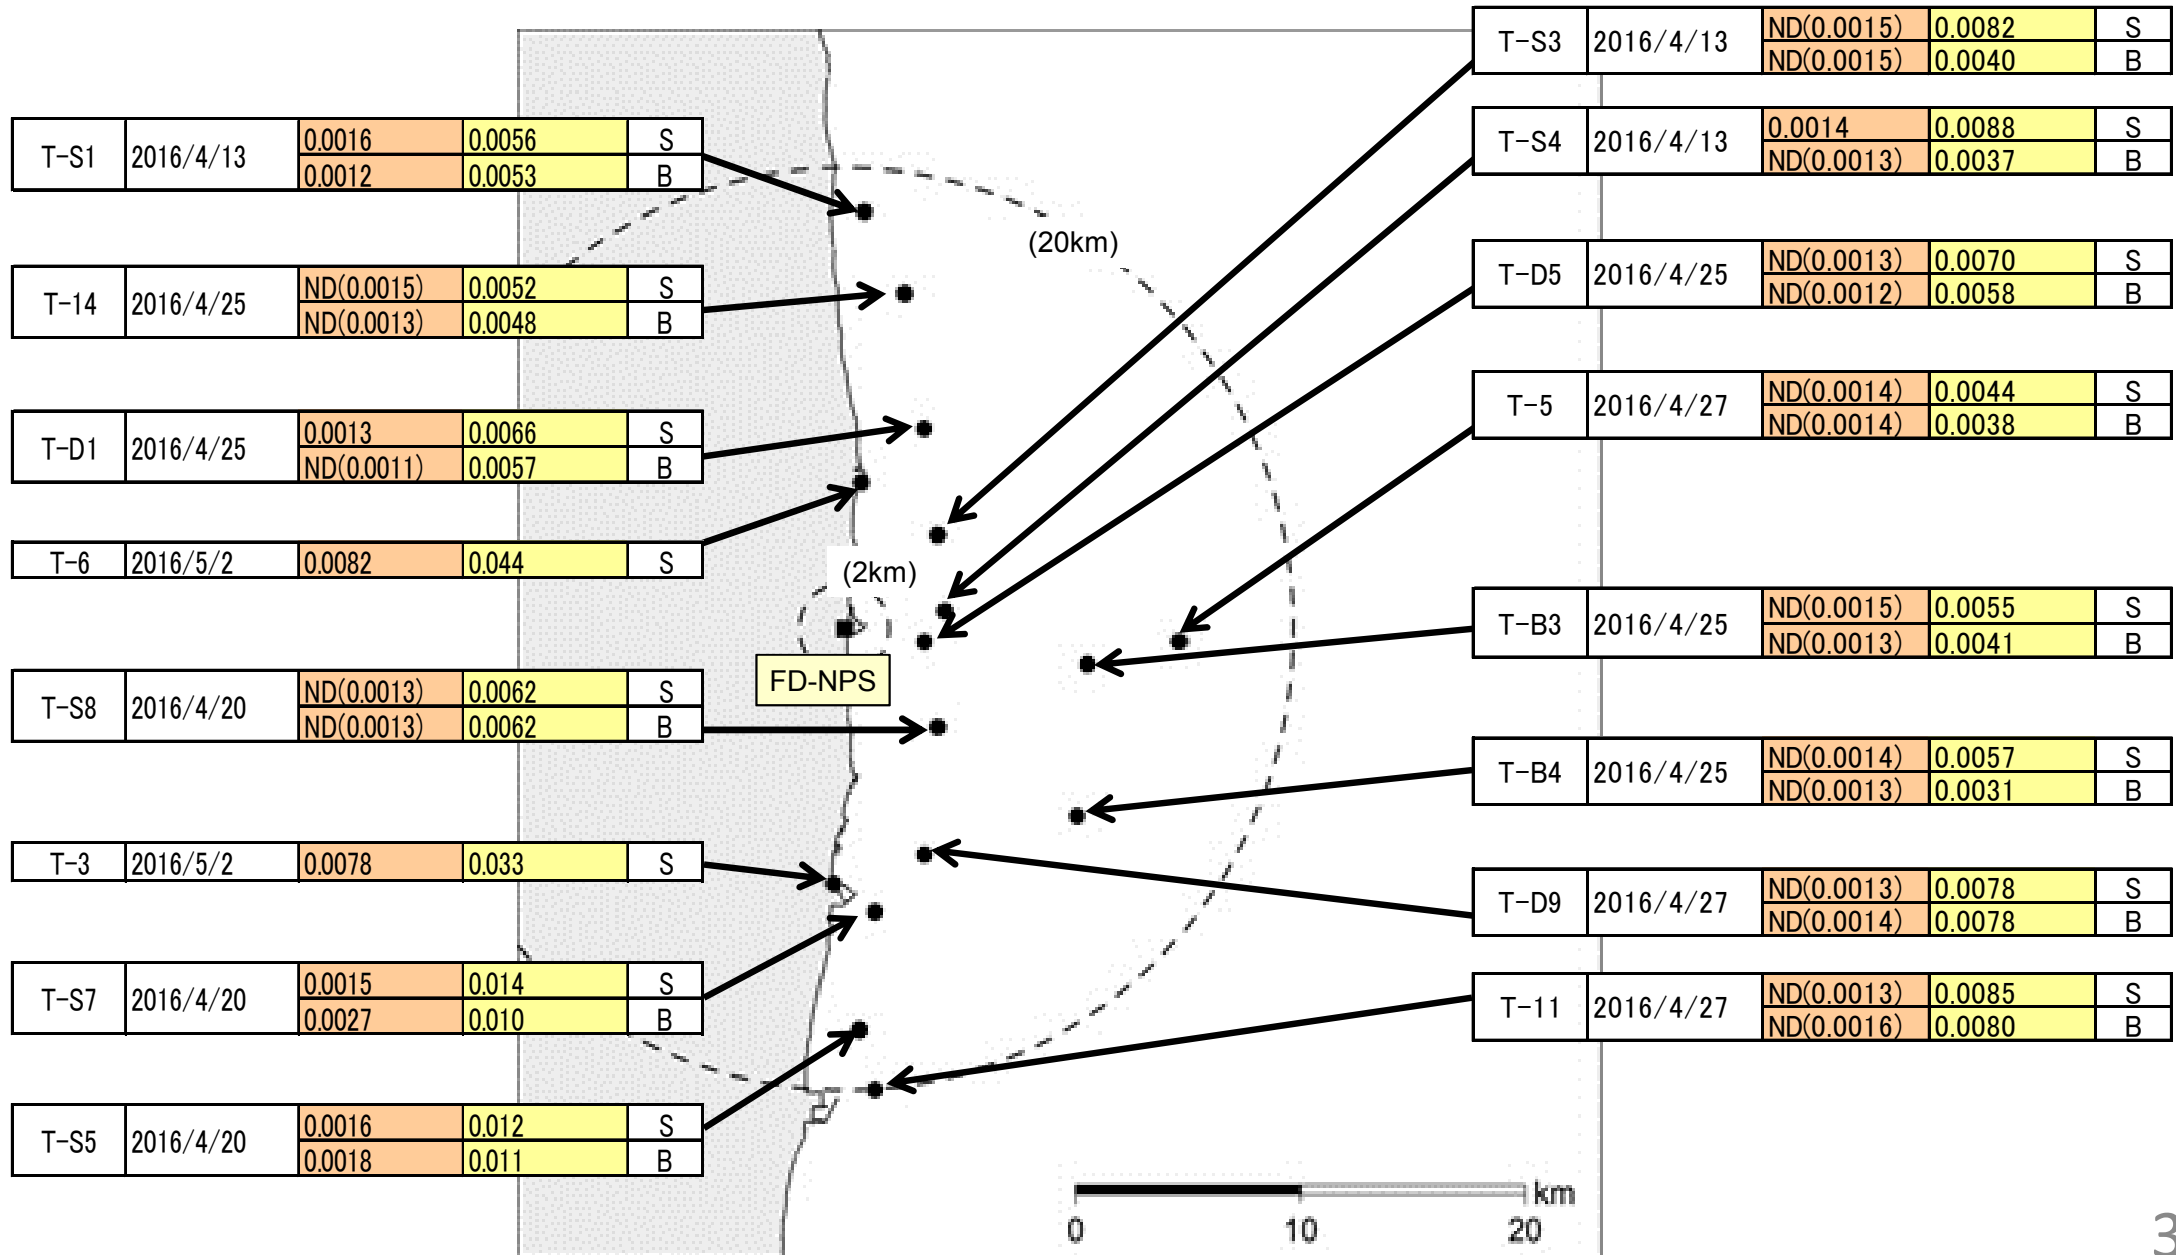 T-S1 2016/4/13 0.0016 0.0056 S
0.0012 0.0053 B
T-14 2016/4/25 ND(0.0015) 0.0052 S
ND(0.0013) 0.0048 B
T-D1 2016/4/25 0.0013 0.0066 S
ND(0.0011) 0.0057 B
T-6 2016/5/2 0.0082 0.044 S
T-S8 2016/4/20 ND(0.0013) 0.0062 S
ND(0.0013) 0.0062 B
T-3 2016/5/2 0.0078 0.033 S
T-S7 2016/4/20 0.0015 0.014 S
0.0027 0.010 B
T-S5 2016/4/20 0.0016 0.012 S
0.0018 0.011 B
(20km)
(2km)
FD-NPS
T-S3 2016/4/13 ND(0.0015) 0.0082 S
ND(0.0015) 0.0040 B
T-S4 2016/4/13 0.0014 0.0088 S
ND(0.0013) 0.0037 B
T-D5 2016/4/25 ND(0.0013) 0.0070 S
ND(0.0012) 0.0058 B
T-5 2016/4/27 ND(0.0014) 0.0044 S
ND(0.0014) 0.0038 B
T-B3 2016/4/25 ND(0.0015) 0.0055 S
ND(0.0013) 0.0041 B
T-B4 2016/4/25 ND(0.0014) 0.0057 S
ND(0.0013) 0.0031 B
T-D9 2016/4/27 ND(0.0013) 0.0078 S
ND(0.0014) 0.0078 B
T-11 2016/4/27 ND(0.0013) 0.0085 S
ND(0.0016) 0.0080 B
km
0 10 20
3